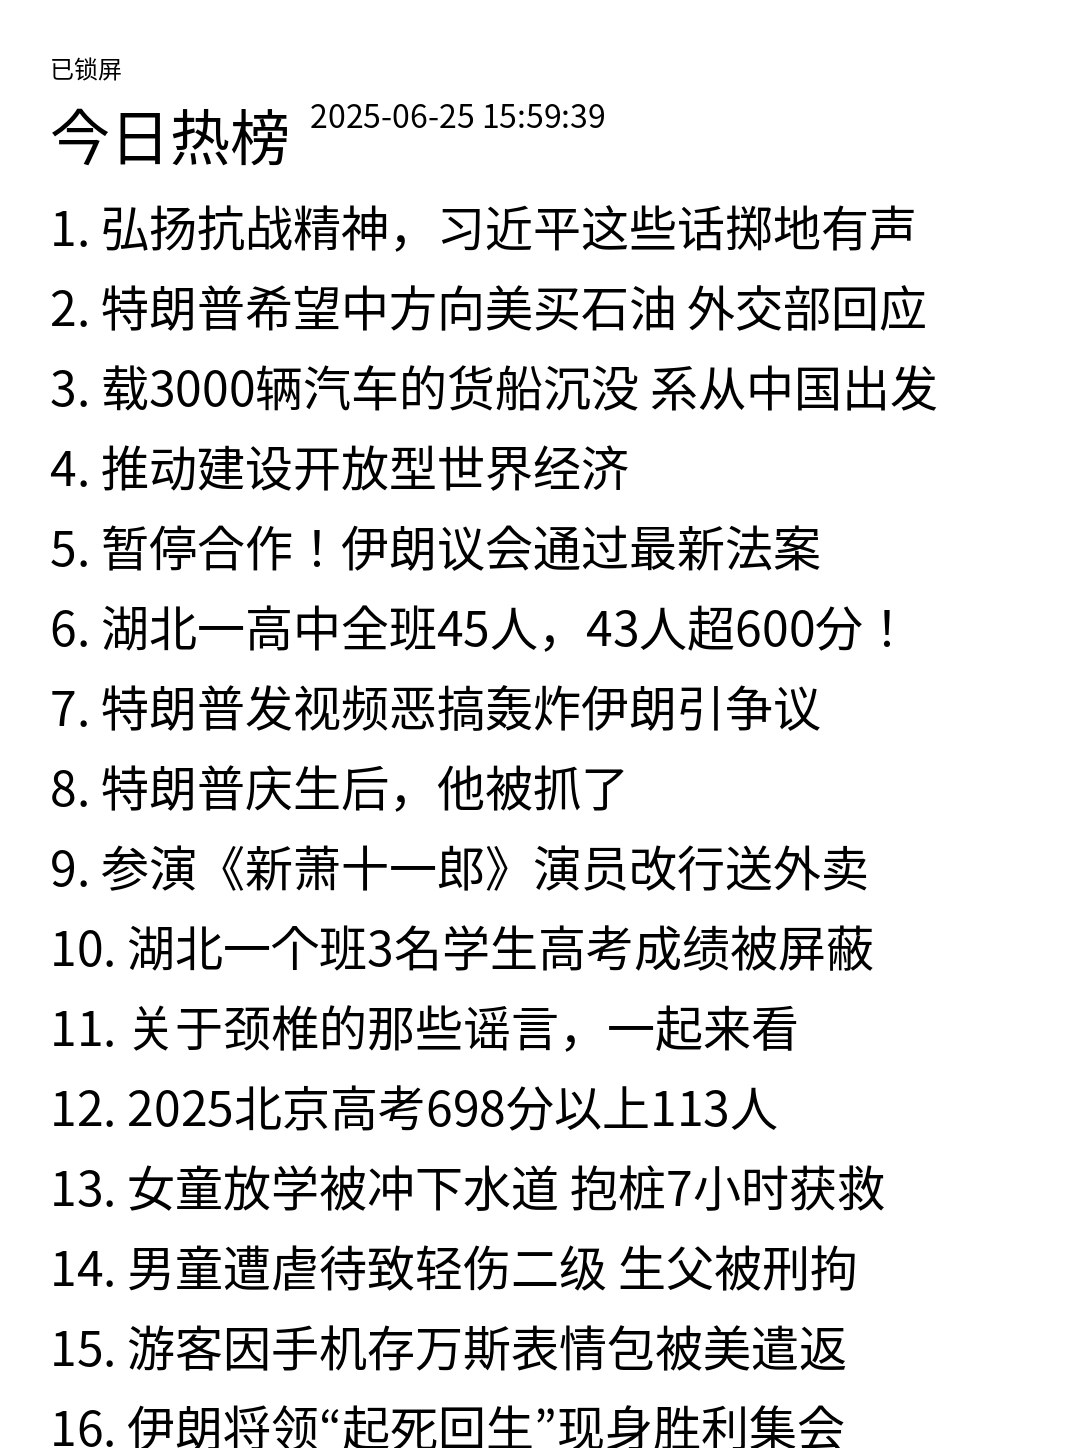 已锁屏
今日热榜 2025-06-25 15:59:39
1. 弘扬抗战精神，习近平这些话掷地有声
2. 特朗普希望中方向美买石油 外交部回应
3. 载3000辆汽车的货船沉没 系从中国出发
4. 推动建设开放型世界经济
5. 暂停合作！伊朗议会通过最新法案
6. 湖北一高中全班45人，43人超600分！
7. 特朗普发视频恶搞轰炸伊朗引争议
8. 特朗普庆生后，他被抓了
9. 参演《新萧十一郎》演员改行送外卖
10. 湖北一个班3名学生高考成绩被屏蔽
11. 关于颈椎的那些谣言，一起来看
12. 2025北京高考698分以上113人
13. 女童放学被冲下水道 抱桩7小时获救
14. 男童遭虐待致轻伤二级 生父被刑拘
15. 游客因手机存万斯表情包被美遣返
16. 伊朗将领“起死回生”现身胜利集会